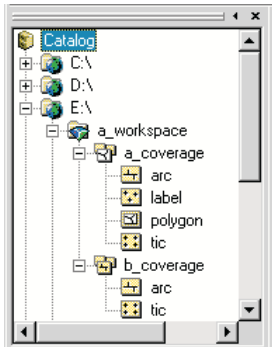 Catalog
C:\
D:\
E:\
a_workspace
a_coverage
arc
label
polygon
tic
b_coverage
arc
tic